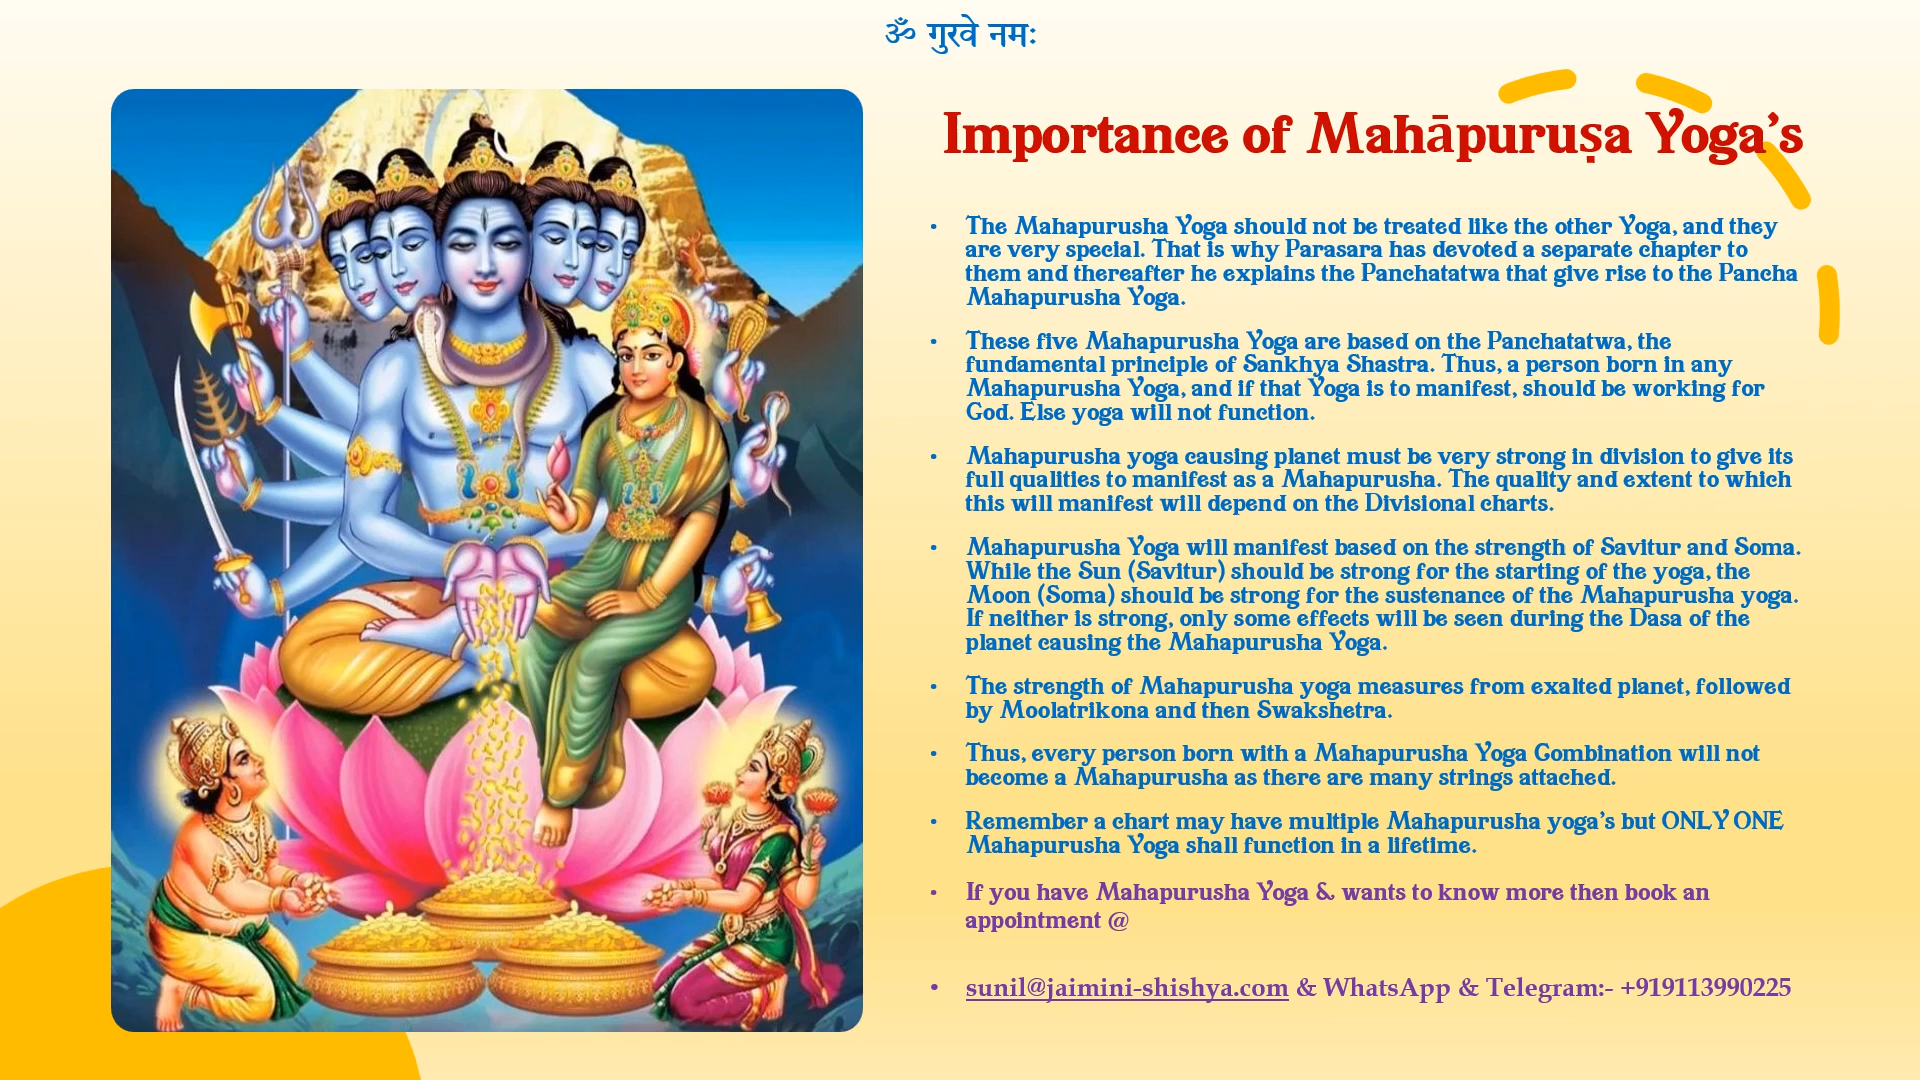 ॐ गुरवे नमः
Importance of Mahāpuruṣa Yoga’s
• The Mahapurusha Yoga should not be treated like the other Yoga, and they
are very special. That is why Parasara has devoted a separate chapter to
them and thereafter he explains the Panchatatwa that give rise to the Pancha
Mahapurusha Yoga.
• These five Mahapurusha Yoga are based on the Panchatatwa, the
fundamental principle of Sankhya Shastra. Thus, a person born in any
Mahapurusha Yoga, and if that Yoga is to manifest, should be working for
God. Else yoga will not function.
• Mahapurusha yoga causing planet must be very strong in division to give its
full qualities to manifest as a Mahapurusha. The quality and extent to which
this will manifest will depend on the Divisional charts.
• Mahapurusha Yoga will manifest based on the strength of Savitur and Soma.
While the Sun (Savitur) should be strong for the starting of the yoga, the
Moon (Soma) should be strong for the sustenance of the Mahapurusha yoga.
If neither is strong, only some effects will be seen during the Dasa of the
planet causing the Mahapurusha Yoga.
• The strength of Mahapurusha yoga measures from exalted planet, followed
by Moolatrikona and then Swakshetra.
• Thus, every person born with a Mahapurusha Yoga Combination will not
become a Mahapurusha as there are many strings attached.
• Remember a chart may have multiple Mahapurusha yoga’s but ONLY ONE
Mahapurusha Yoga shall function in a lifetime.
• If you have Mahapurusha Yoga & wants to know more then book an
appointment @
• sunil@jaimini-shishya.com & WhatsApp & Telegram:- +919113990225